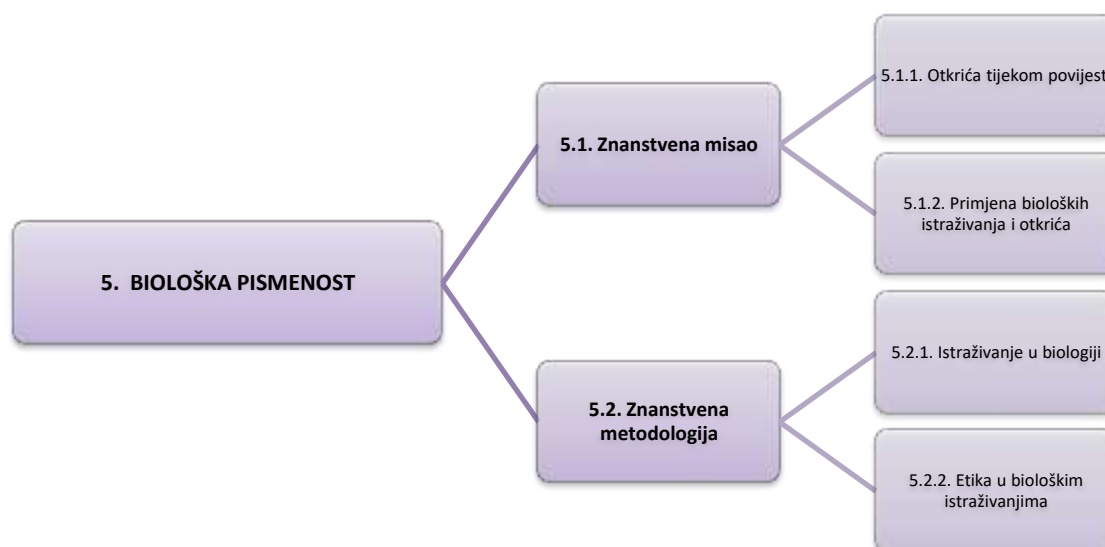 5. BIOLOŠKA PISMENOST
5.1. Znanstvena misao
5.1.1. Otkrića tijekom povijest
5.1.2. Primjena bioloških
istraživanja i otkrića
5.2. Znanstvena
metodologija
5.2.1. Istraživanje u biologiji
5.2.2. Etika u biološkim
istraživanjima